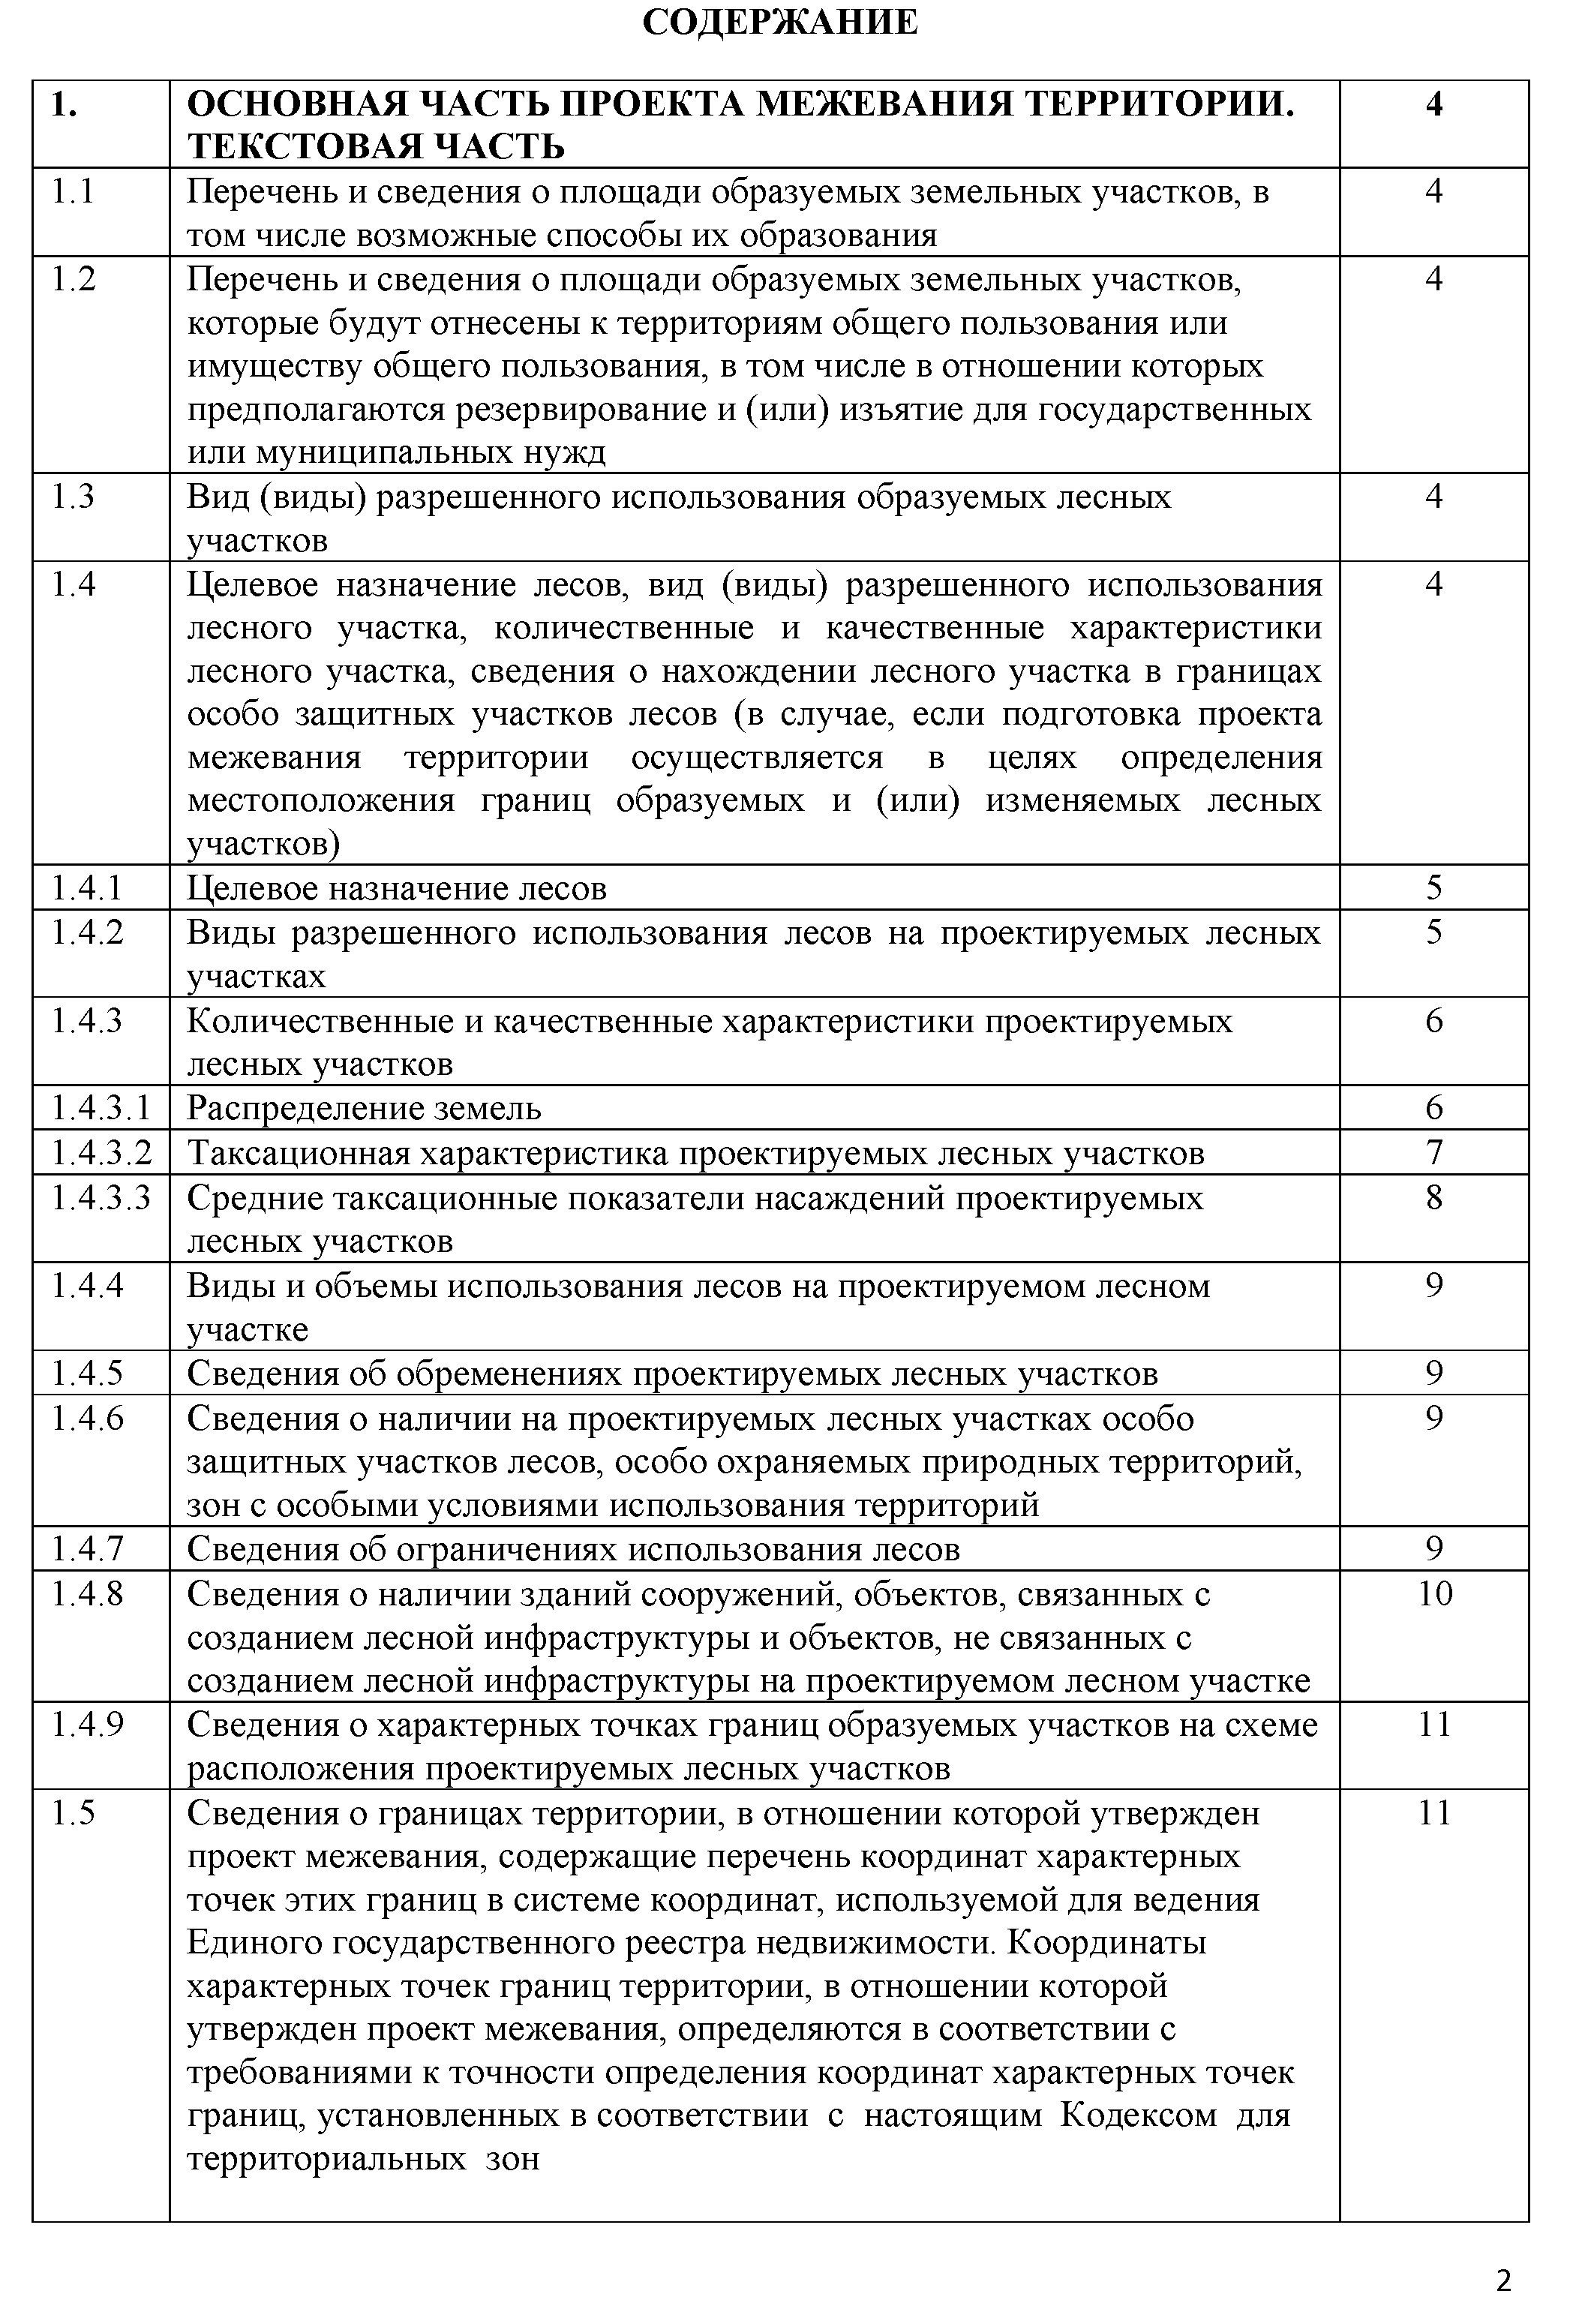 СОДЕРЖАНИЕ
1. ОСНОВНАЯ ЧАСТЬ ПРОЕКТА МЕЖЕВАНИЯ ТЕРРИТОРИИ. 4
ТЕКСТОВАЯ ЧАСТЬ
1.1 Перечень и сведения о площади образуемых земельных участков, в 4
том числе возможные способы их образования
1.2 Перечень и сведения о площади образуемых земельных участков, 4
которые будут отнесены к территориям общего пользования или
имуществу общего пользования, в том числе в отношении которых
предполагаются резервирование и (или) изъятие для государственных
или муниципальных нужд
1.3 Вид (виды) разрешенного использования образуемых лесных 4
участков
1.4 Целевое назначение лесов, вид (виды) разрешенного использования 4
лесного участка, количественные и качественные характеристики
лесного участка, сведения о нахождении лесного участка в границах
особо защитных участков лесов (в случае, если подготовка проекта
межевания территории осуществляется в целях определения
местоположения границ образуемых и (или) изменяемых лесных
участков)
1.4.1 Целевое назначение лесов 5
1.4.2 Виды разрешенного использования лесов на проектируемых лесных 5
участках
1.4.3 Количественные и качественные характеристики проектируемых 6
лесных участков
1.4.3.1 Распределение земель 6
1.4.3.2 Таксационная характеристика проектируемых лесных участков 7
1.4.3.3 Средние таксационные показатели насаждений проектируемых 8
лесных участков
1.4.4 Виды и объемы использования лесов на проектируемом лесном 9
участке
1.4.5 Сведения об обременениях проектируемых лесных участков 9
1.4.6 Сведения о наличии на проектируемых лесных участках особо 9
защитных участков лесов, особо охраняемых природных территорий,
зон с особыми условиями использования территорий
1.4.7 Сведения об ограничениях использования лесов 9
1.4.8 Сведения о наличии зданий сооружений, объектов, связанных с 10
созданием лесной инфраструктуры и объектов, не связанных с
созданием лесной инфраструктуры на проектируемом лесном участке
1.4.9 Сведения о характерных точках границ образуемых участков на схеме 11
расположения проектируемых лесных участков
1.5 Сведения о границах территории, в отношении которой утвержден 11
проект межевания, содержащие перечень координат характерных
точек этих границ в системе координат, используемой для ведения
Единого государственного реестра недвижимости. Координаты
характерных точек границ территории, в отношении которой
утвержден проект межевания, определяются в соответствии с
требованиями к точности определения координат характерных точек
границ, установленных в соответствии с настоящим Кодексом для
территориальных зон
2